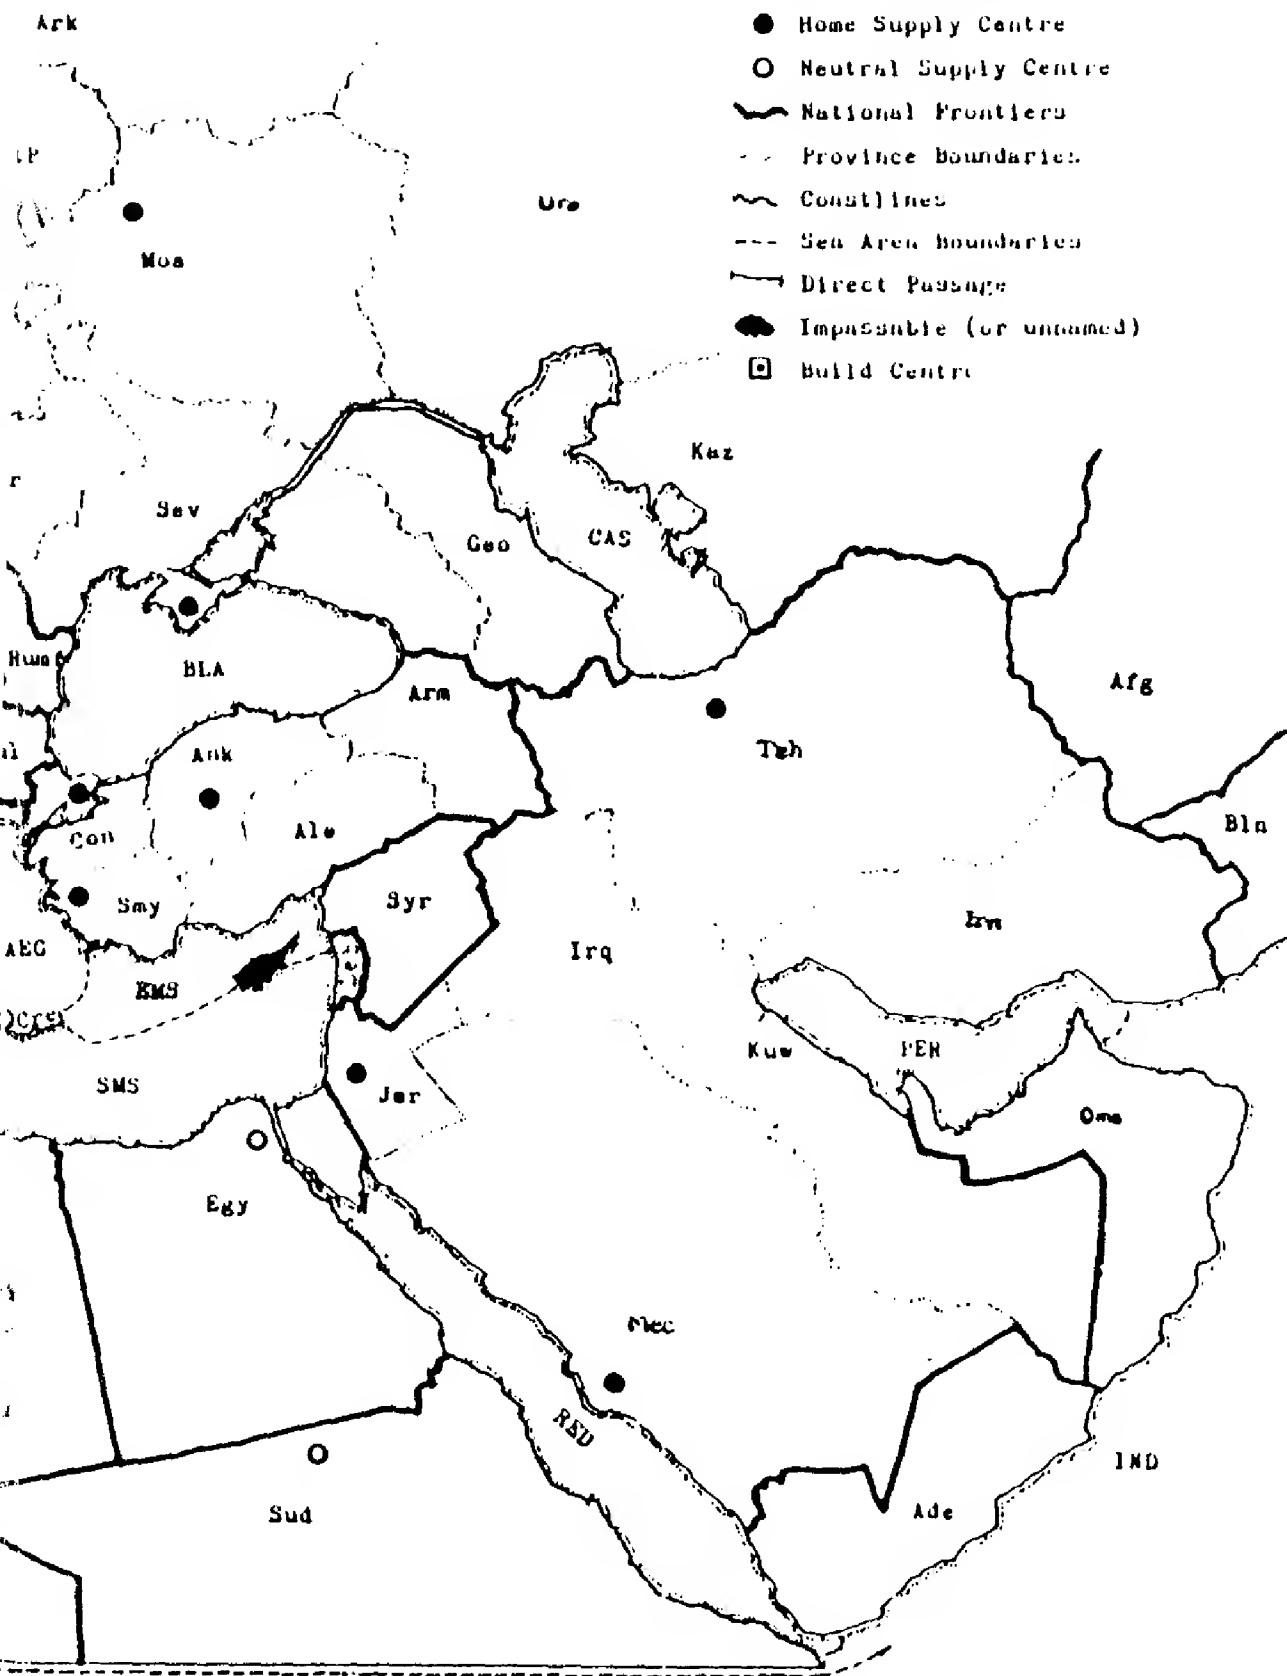 Ark
Home Supply Centre
Neutral Supply Centre
National Frontiers
Province Boundaries
Mos
Coastlines
Sea Area Boundaries
Direct Passage
Impassable (or unnamed)
Build Centre
Kaz
Sev
Geo
CAS
BLA
Arm
Afg
Ank
Teh
Con
Ale
Bln
Smy
Syr
Irn
AEG
Irq
EMS
Kuw
PER
SMS
Jer
Oma
Egy
Mec
RED
IND
Sud
Ade